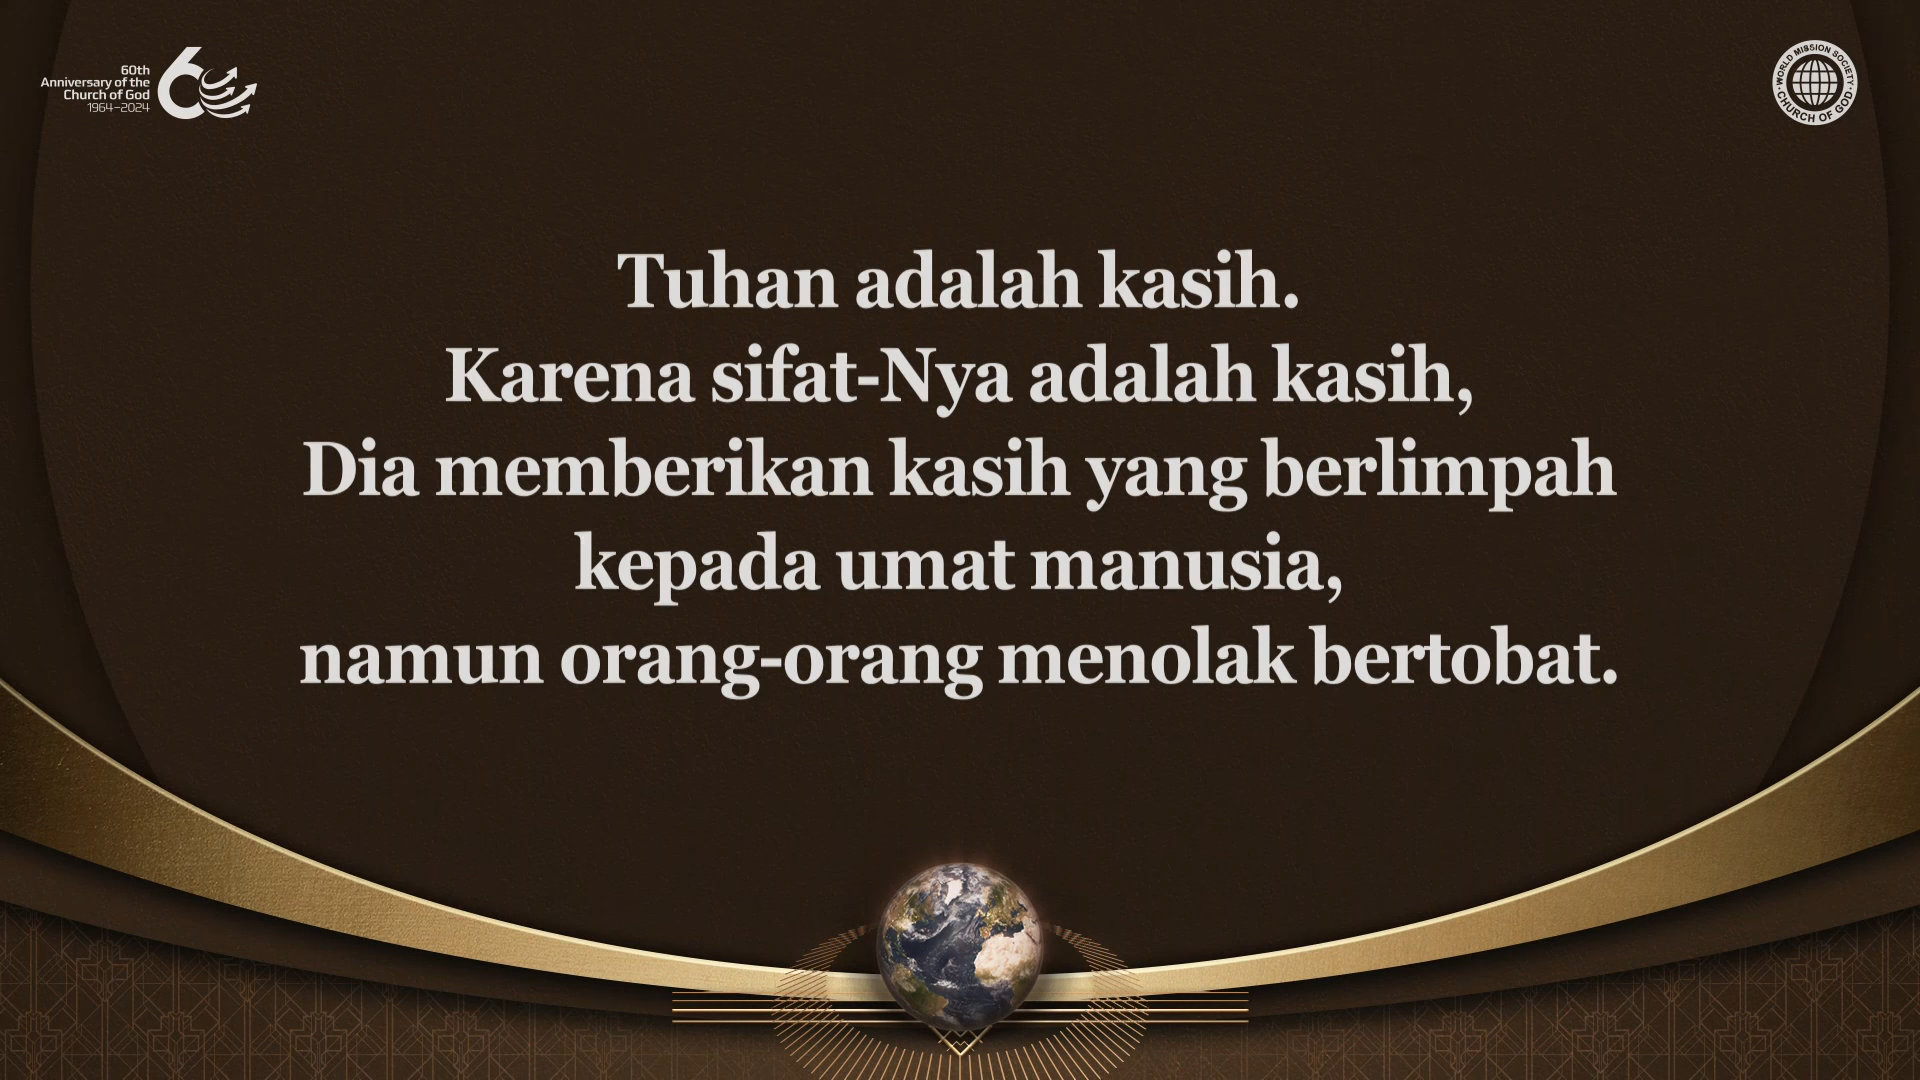 60th
Anniversary of the
Church of God
1964–2024
60
WORLD MISSION SOCIETY
CHURCH OF GOD
Tuhan adalah kasih.
Karena sifat-Nya adalah kasih,
Dia memberikan kasih yang berlimpah
kepada umat manusia,
namun orang-orang menolak bertobat.